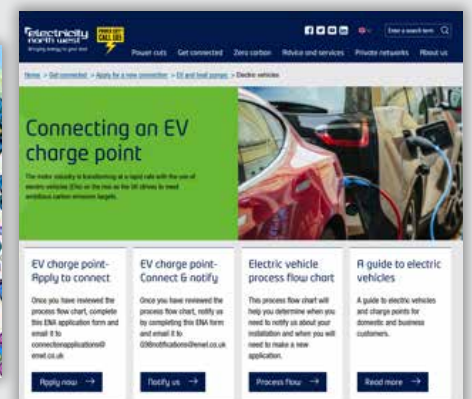 electricity
north west
Bringing energy to your door
POWER CUT?
CALL 105
Enter a search term
Power cuts Get connected Zero carbon Advice and services Private networks About us
Home > Get connected > Apply for a new connection > EV and heat pumps > Electric vehicles
Connecting an EV
charge point
The motor industry is transforming at a rapid rate with the use of
electric vehicles (EVs) on the rise as the UK strives to meet
ambitious carbon emission targets.
EV charge point-
Apply to connect
Once you have reviewed the
process flow chart, complete
this ENA application form and
email it to
connectionapplications@
enwl.co.uk
Apply now →
EV charge point-
Connect & notify
Once you have reviewed the
process flow chart, notify us
by completing this ENA form
and email it to
G98notifications@enwl.co.uk
Notify us →
Electric vehicle
process flow chart
This process flow chart will
help you determine when you
need to notify us about your
installation and when you will
need to make a new
application.
Process flow →
A guide to electric
vehicles
A guide to electric vehicles
and charge points for
domestic and business
customers.
Read more →